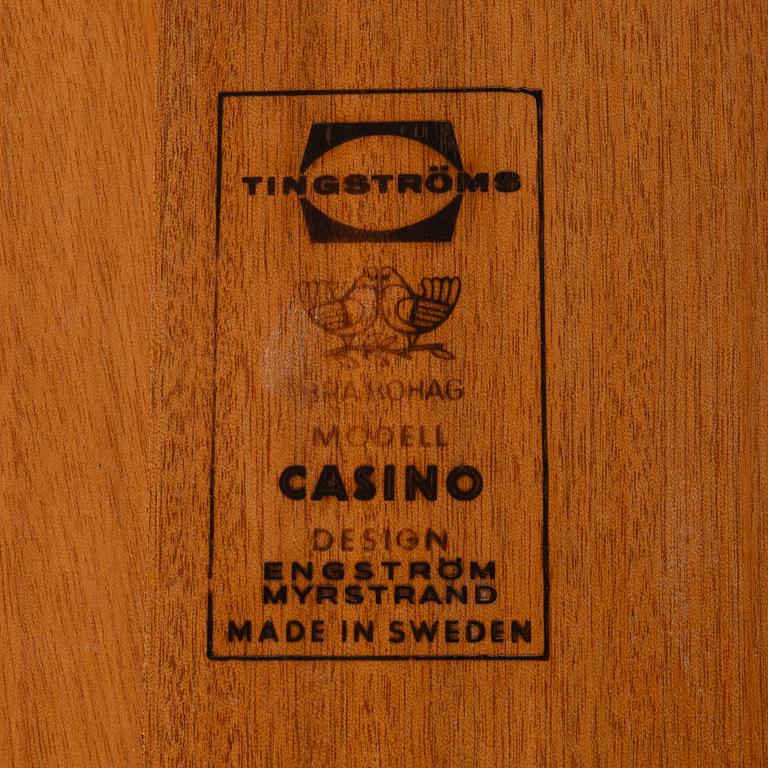 TINGSTRÖMS
BRA BOHAG
MODELL
CASINO
DESIGN
ENGSTRÖM
MYRSTRAND
MADE IN SWEDEN